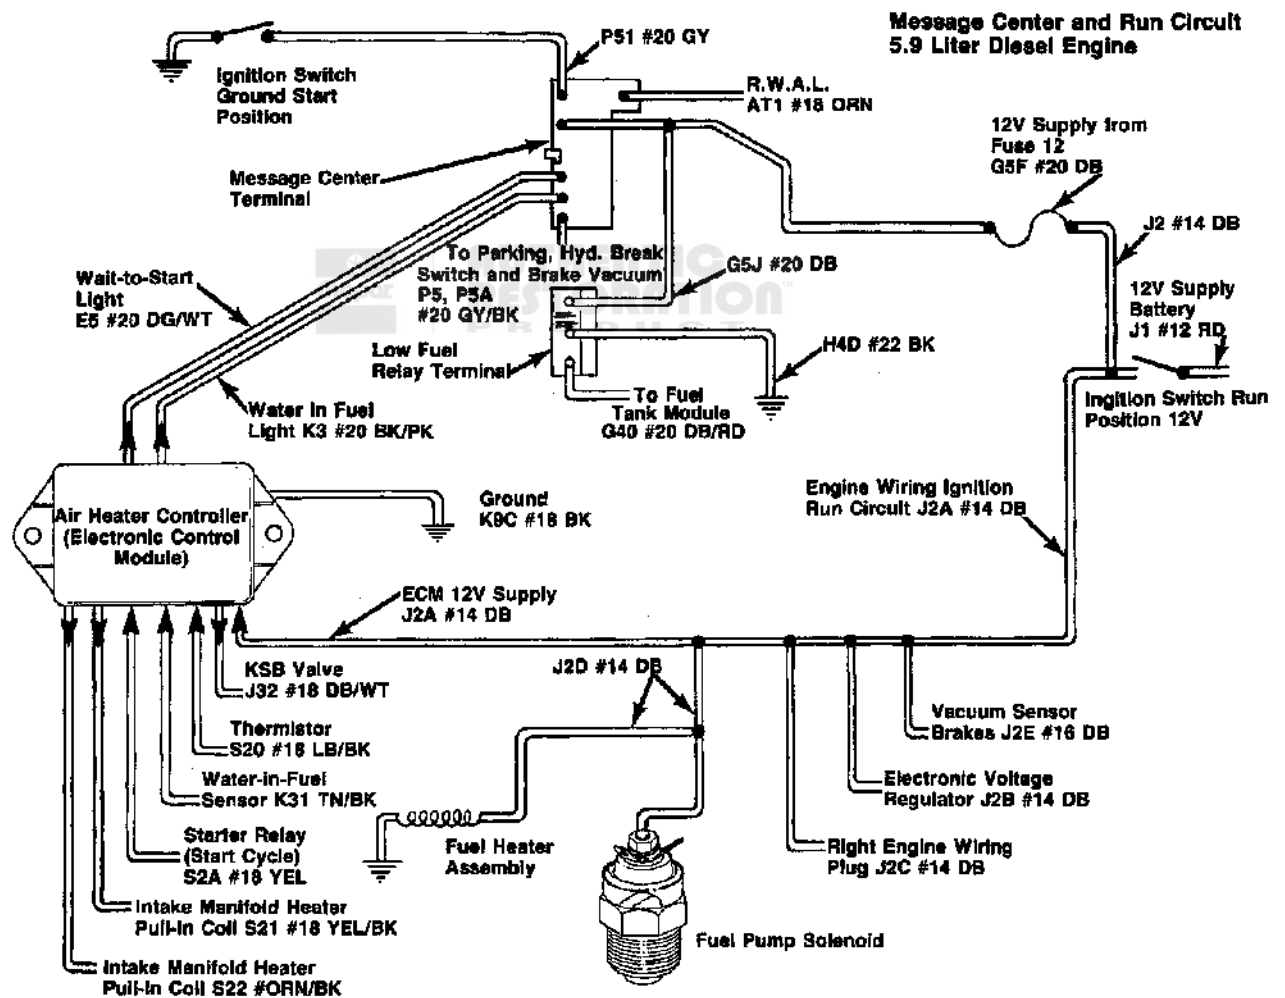 Message Center and Run Circuit
5.9 Liter Diesel Engine
P51 #20 GY
Ignition Switch
Ground Start
Position
R.W.A.L.
AT1 #18 ORN
12V Supply from
Fuse 12
G5F #20 DB
Message Center
Terminal
J2 #14 DB
To Parking, Hyd. Break
Switch and Brake Vacuum
P5, P5A
#20 GY/BK
G5J #20 DB
Wait-to-Start
Light
E5 #20 DG/WT
12V Supply
Battery
J1 #12 RD
Low Fuel
Relay Terminal
H4D #22 BK
To Fuel
Tank Module
G40 #20 DB/RD
Ingition Switch Run
Position 12V
Water In Fuel
Light K3 #20 BK/PK
Ground
K9C #18 BK
Engine Wiring Ignition
Run Circuit J2A #14 DB
Air Heater Controller
(Electronic Control
Module)
ECM 12V Supply
J2A #14 DB
KSB Valve
J32 #18 DB/WT
J2D #14 DB
Thermistor
S20 #18 LB/BK
Vacuum Sensor
Brakes J2E #16 DB
Water-in-Fuel
Sensor K31 TN/BK
Electronic Voltage
Regulator J2B #14 DB
Starter Relay
(Start Cycle)
S2A #18 YEL
Fuel Heater
Assembly
Right Engine Wiring
Plug J2C #14 DB
Intake Manifold Heater
Pull-In Coil S21 #18 YEL/BK
Fuel Pump Solenoid
Intake Manifold Heater
Pull-In Coil S22 #ORN/BK